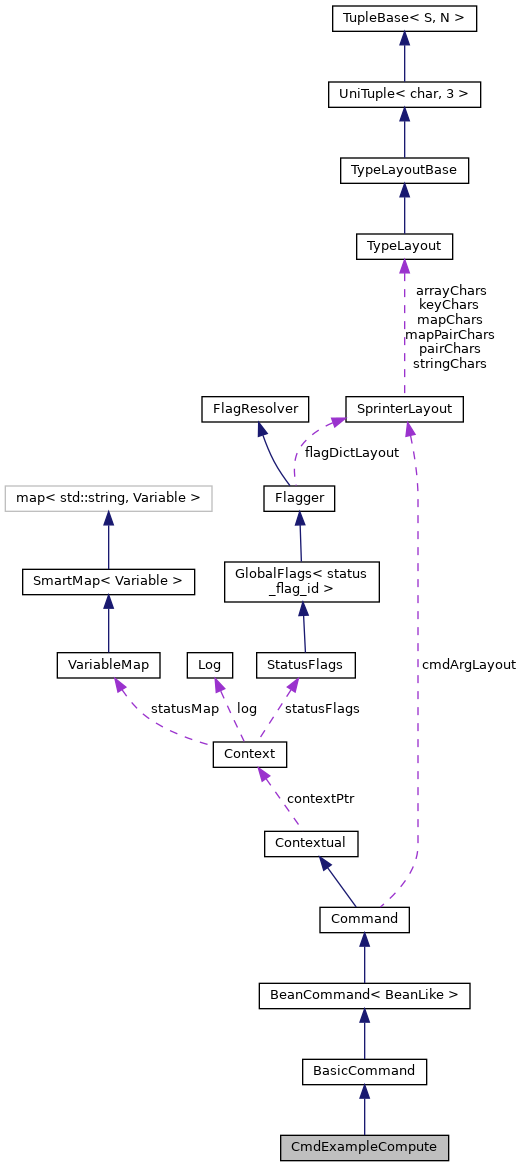 TupleBase< S, N >
UniTuple< char, 3 >
TypeLayoutBase
TypeLayout
arrayChars
keyChars
mapChars
mapPairChars
pairChars
stringChars
FlagResolver
SprinterLayout
flagDictLayout
map< std::string, Variable >
Flagger
SmartMap< Variable >
GlobalFlags< status
_flag_id >
VariableMap
Log
StatusFlags
cmdArgLayout
statusMap
log
statusFlags
Context
contextPtr
Contextual
Command
BeanCommand< BeanLike >
BasicCommand
CmdExampleCompute